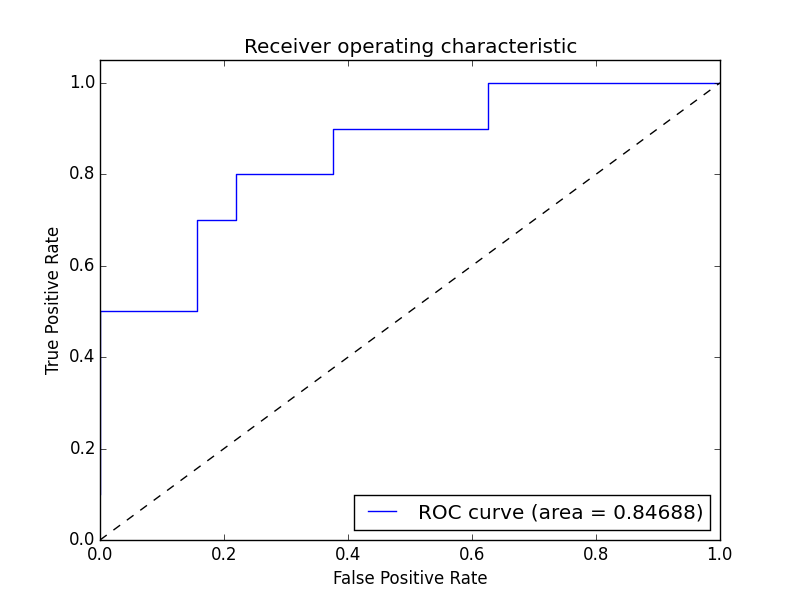 Receiver operating characteristic
1.0
0.8
0.6
0.4
0.2
0.0
True Positive Rate
ROC curve (area = 0.84688)
0.0 0.2 0.4 0.6 0.8 1.0
False Positive Rate